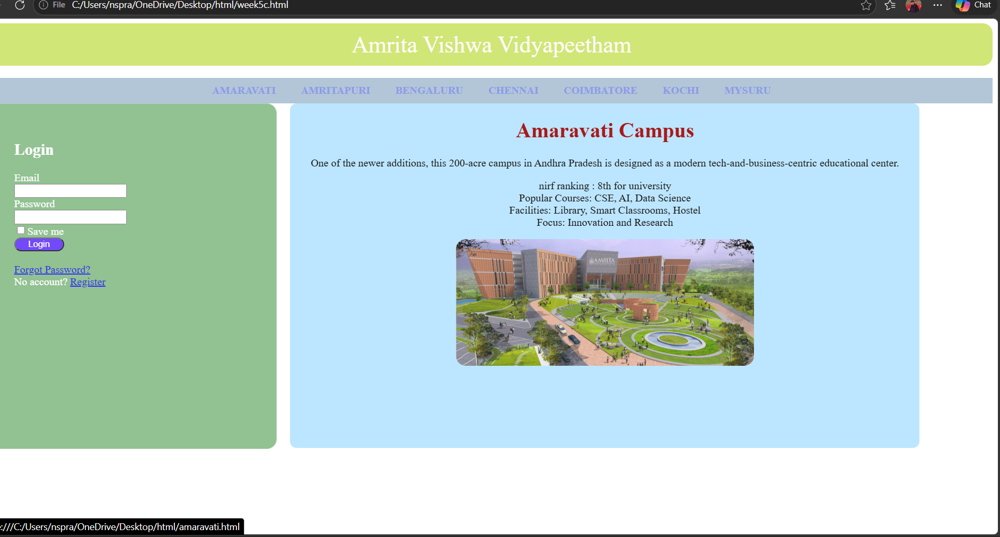 File C:/Users/nspra/OneDrive/Desktop/html/week5c.html
Chat
Amrita Vishwa Vidyapeetham
AMARAVATI AMRITAPURI BENGALURU CHENNAI COIMBATORE KOCHI MYSURU
Login
Email
Password
Save me
Login
Forgot Password?
No account? Register
Amaravati Campus
One of the newer additions, this 200-acre campus in Andhra Pradesh is designed as a modern tech-and-business-centric educational center.
nirf ranking : 8th for university
Popular Courses: CSE, AI, Data Science
Facilities: Library, Smart Classrooms, Hostel
Focus: Innovation and Research
AMRITA
:///C:/Users/nspra/OneDrive/Desktop/html/amaravati.html